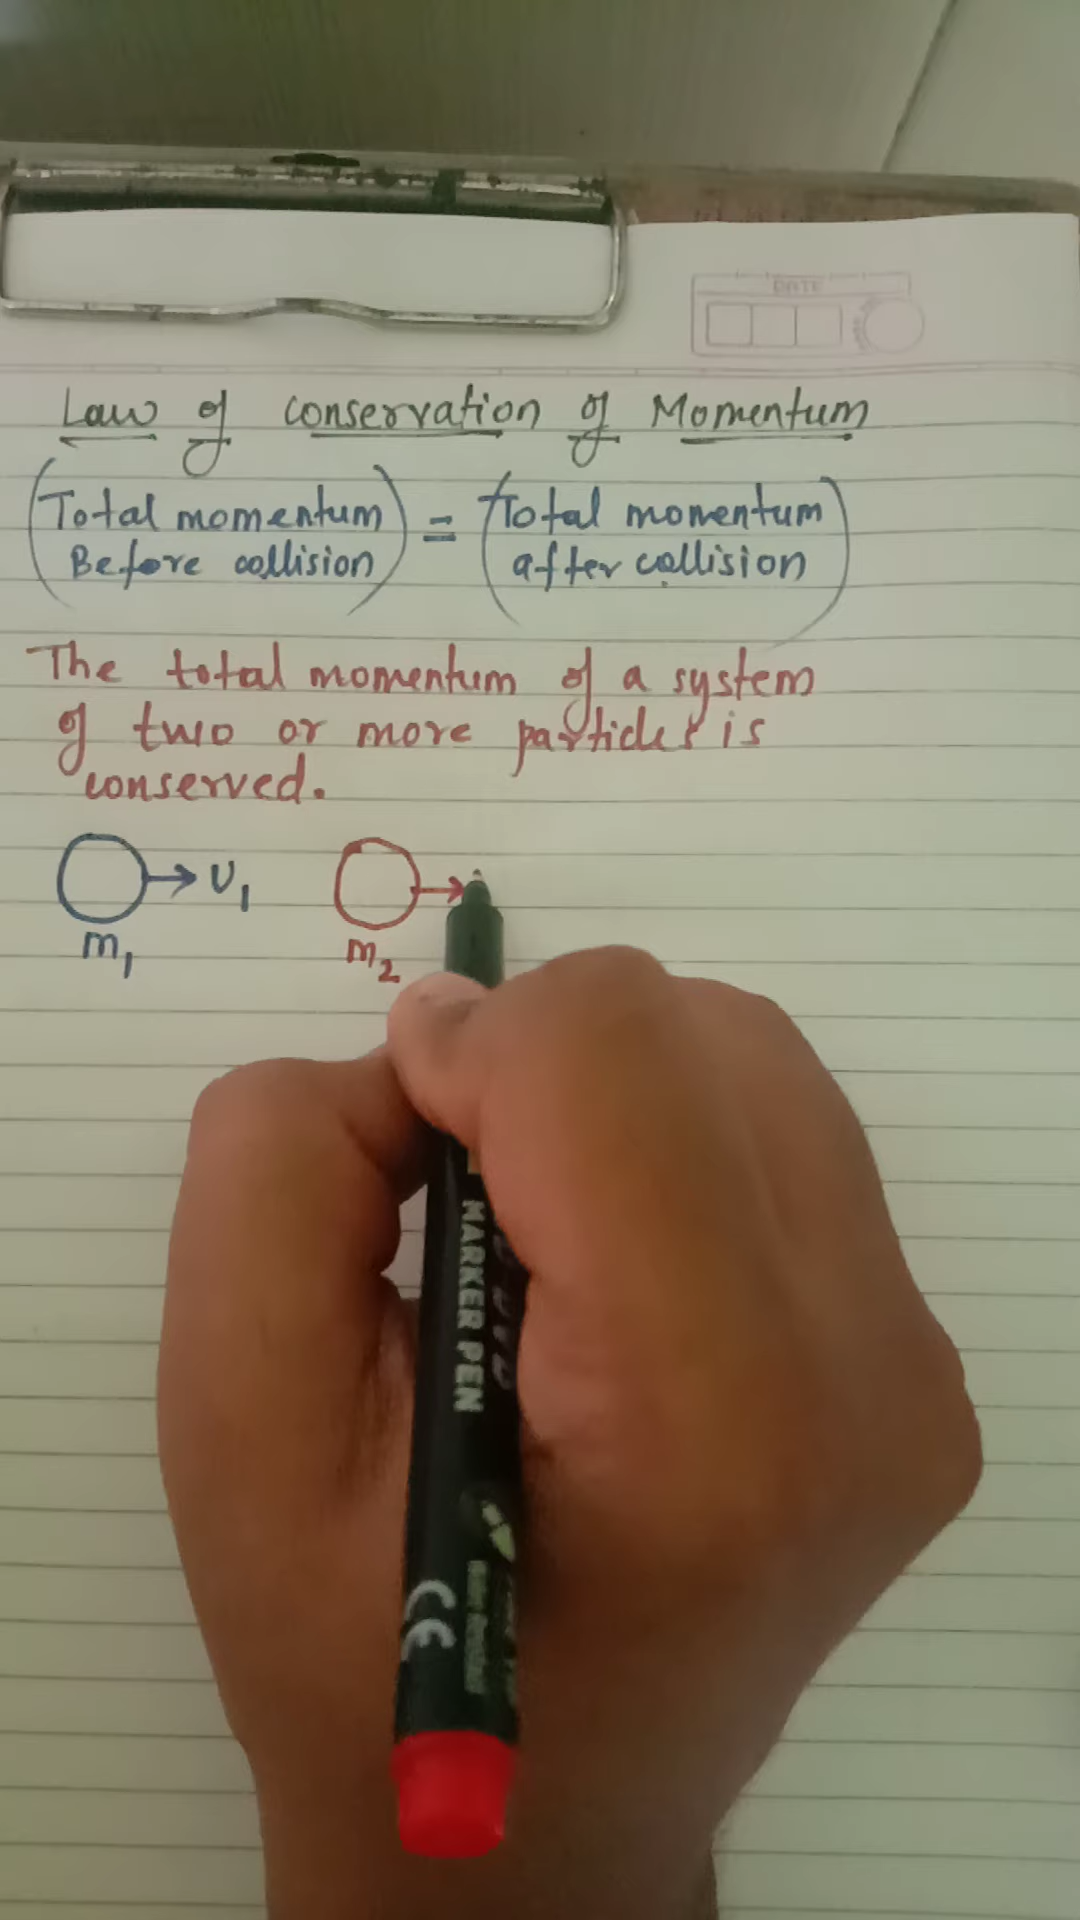 DATE
Law of conservation of Momentum
(Total momentum Before collision) = (Total momentum after collision)
The total momentum of a system
of two or more particles is
conserved.
U1
m1 m2
MARKER PEN
CE